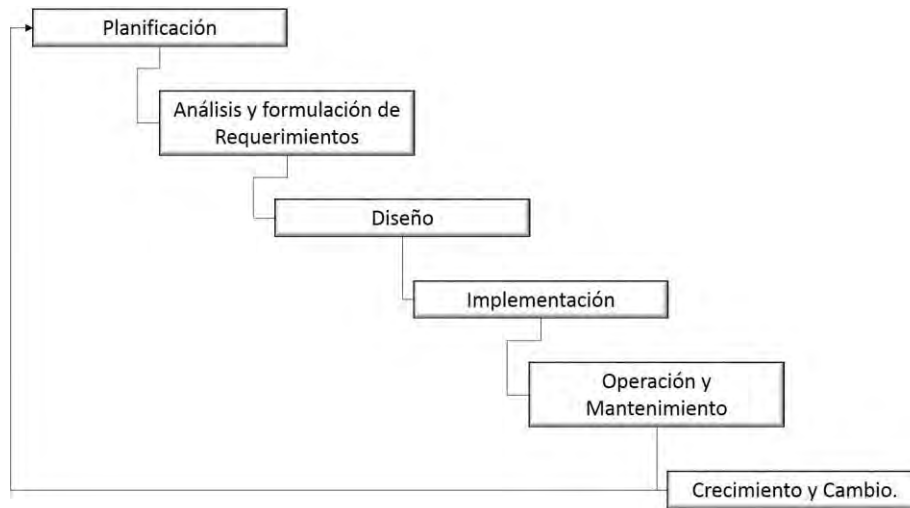 Planificación
Análisis y formulación de
Requerimientos
Diseño
Implementación
Operación y
Mantenimiento
Crecimiento y Cambio.